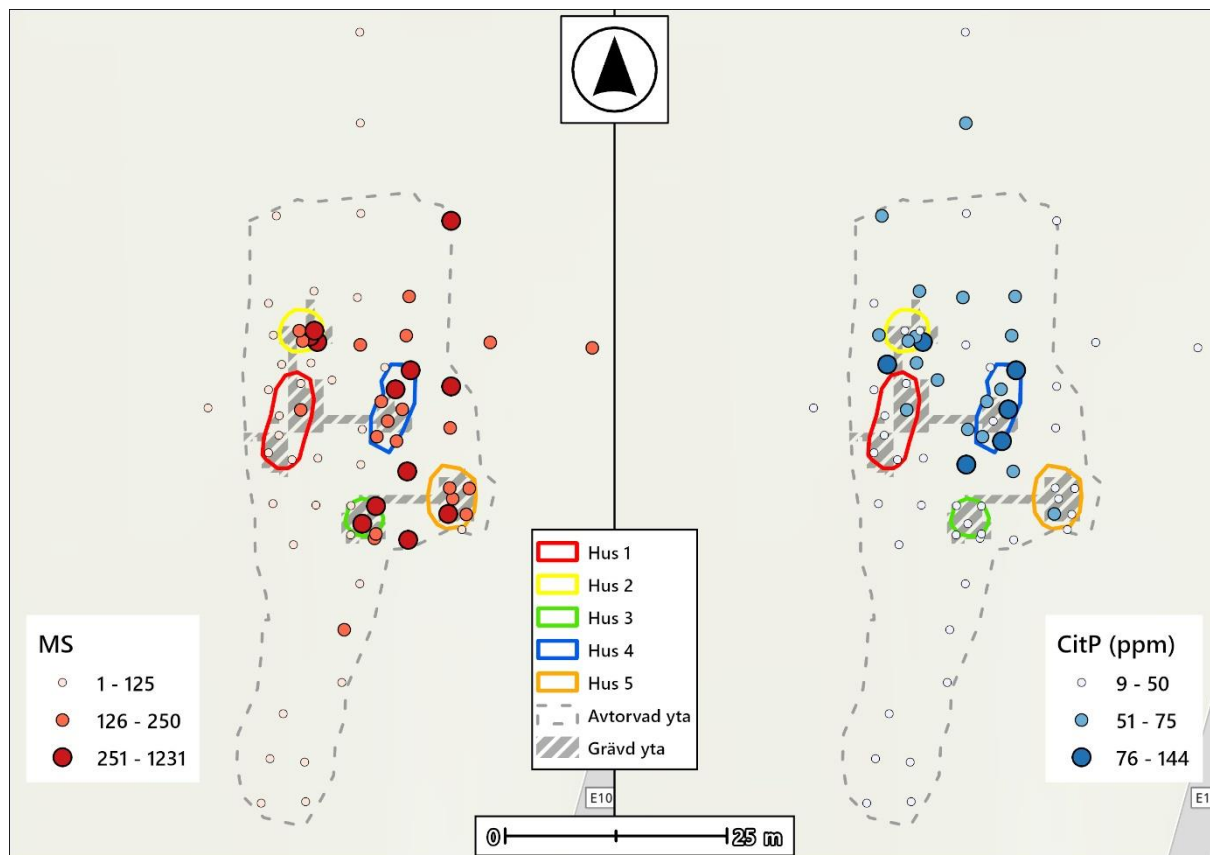 MS
1 - 125
126 - 250
251 - 1231
Hus 1
Hus 2
Hus 3
Hus 4
Hus 5
Avtorvad yta
Grävd yta
CitP (ppm)
9 - 50
51 - 75
76 - 144
E10
E1
0 25 m